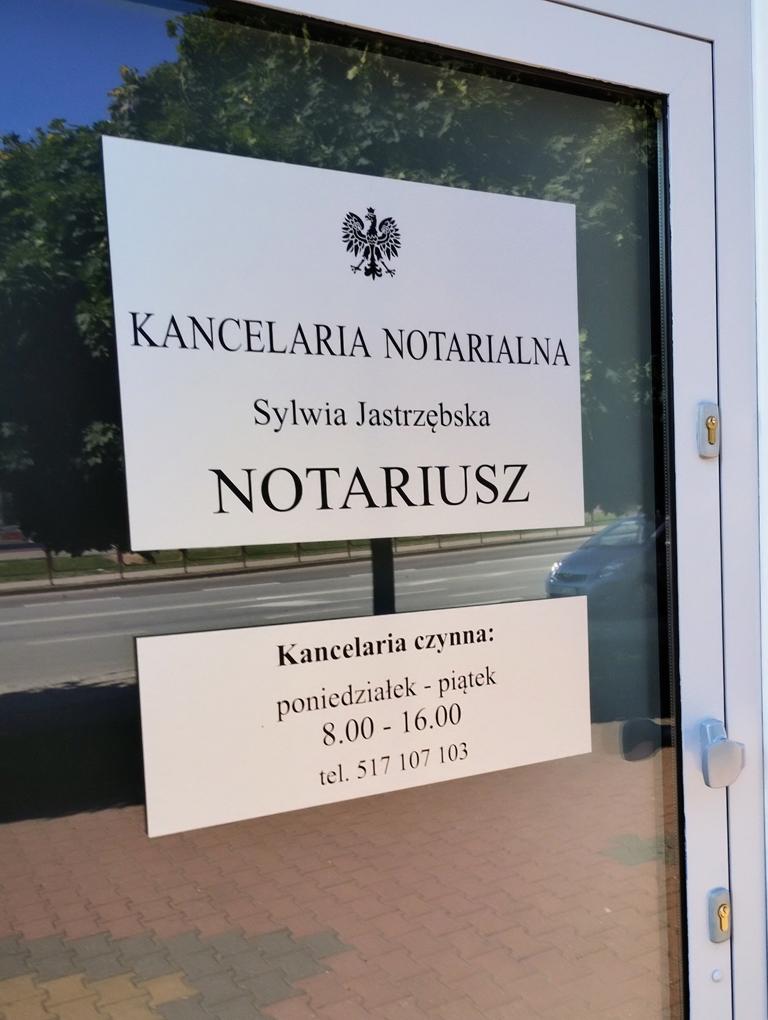 KANCELARIA NOTARIALNA
Sylwia Jastrzębska
NOTARIUSZ
Kancelaria czynna:
poniedziałek - piątek
8.00 - 16.00
tel. 517 107 103